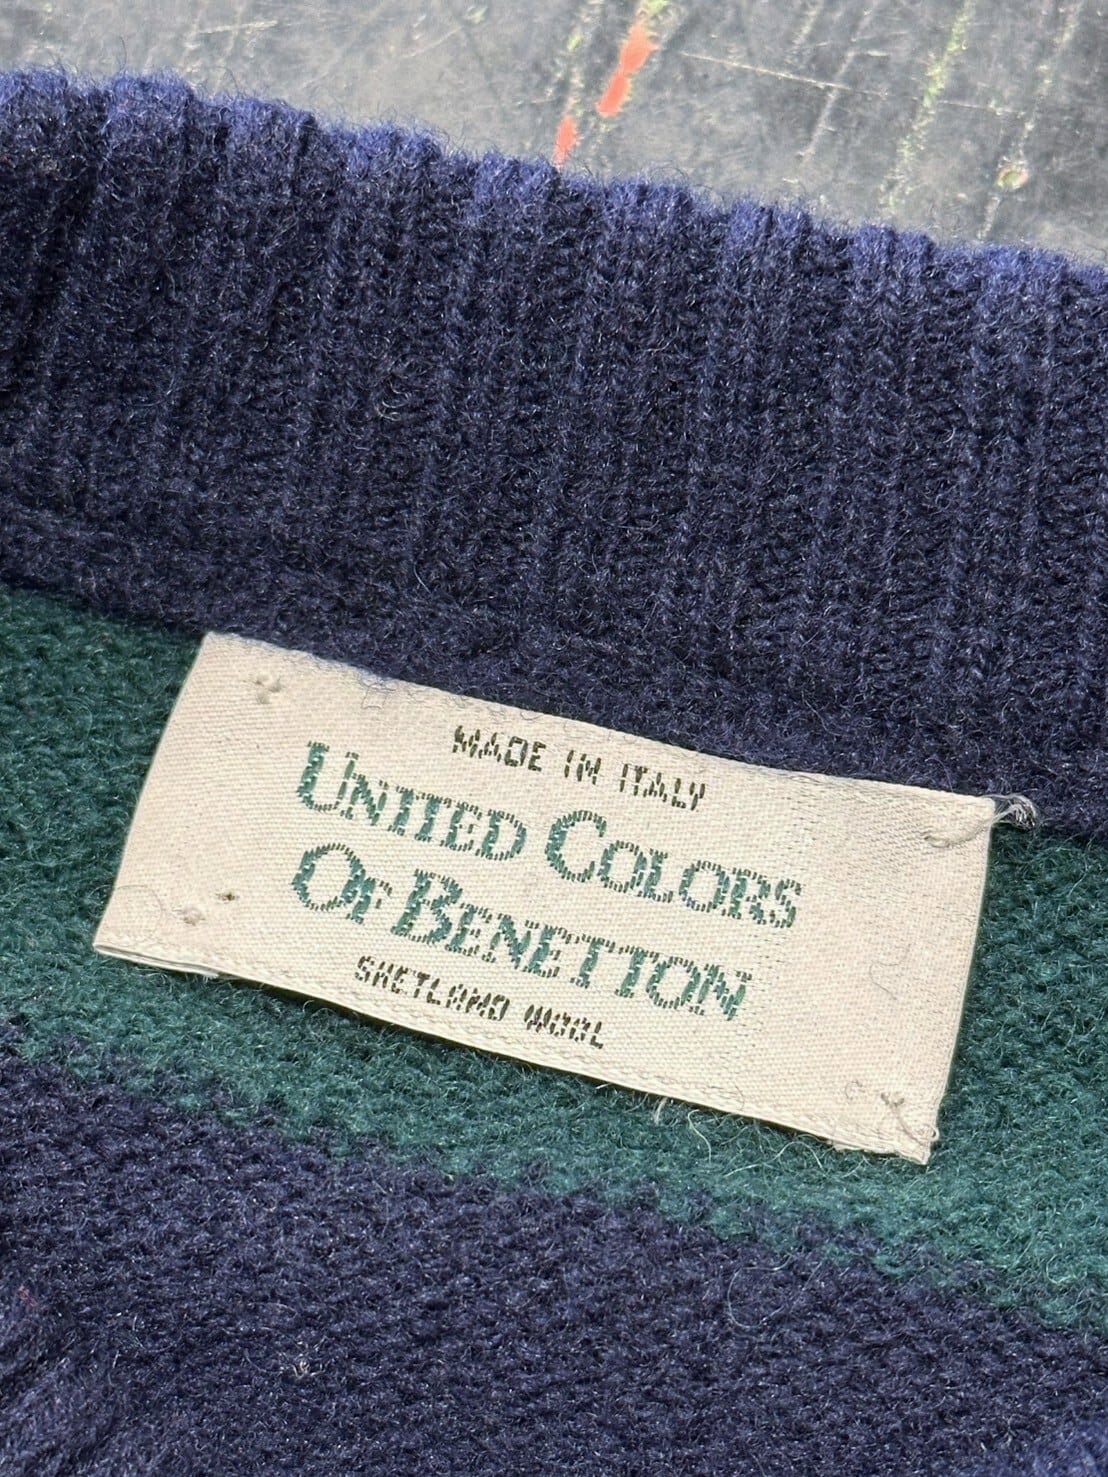 MADE IN ITALY
UNITED COLORS
OF BENETTON
SHETLAND WOOL